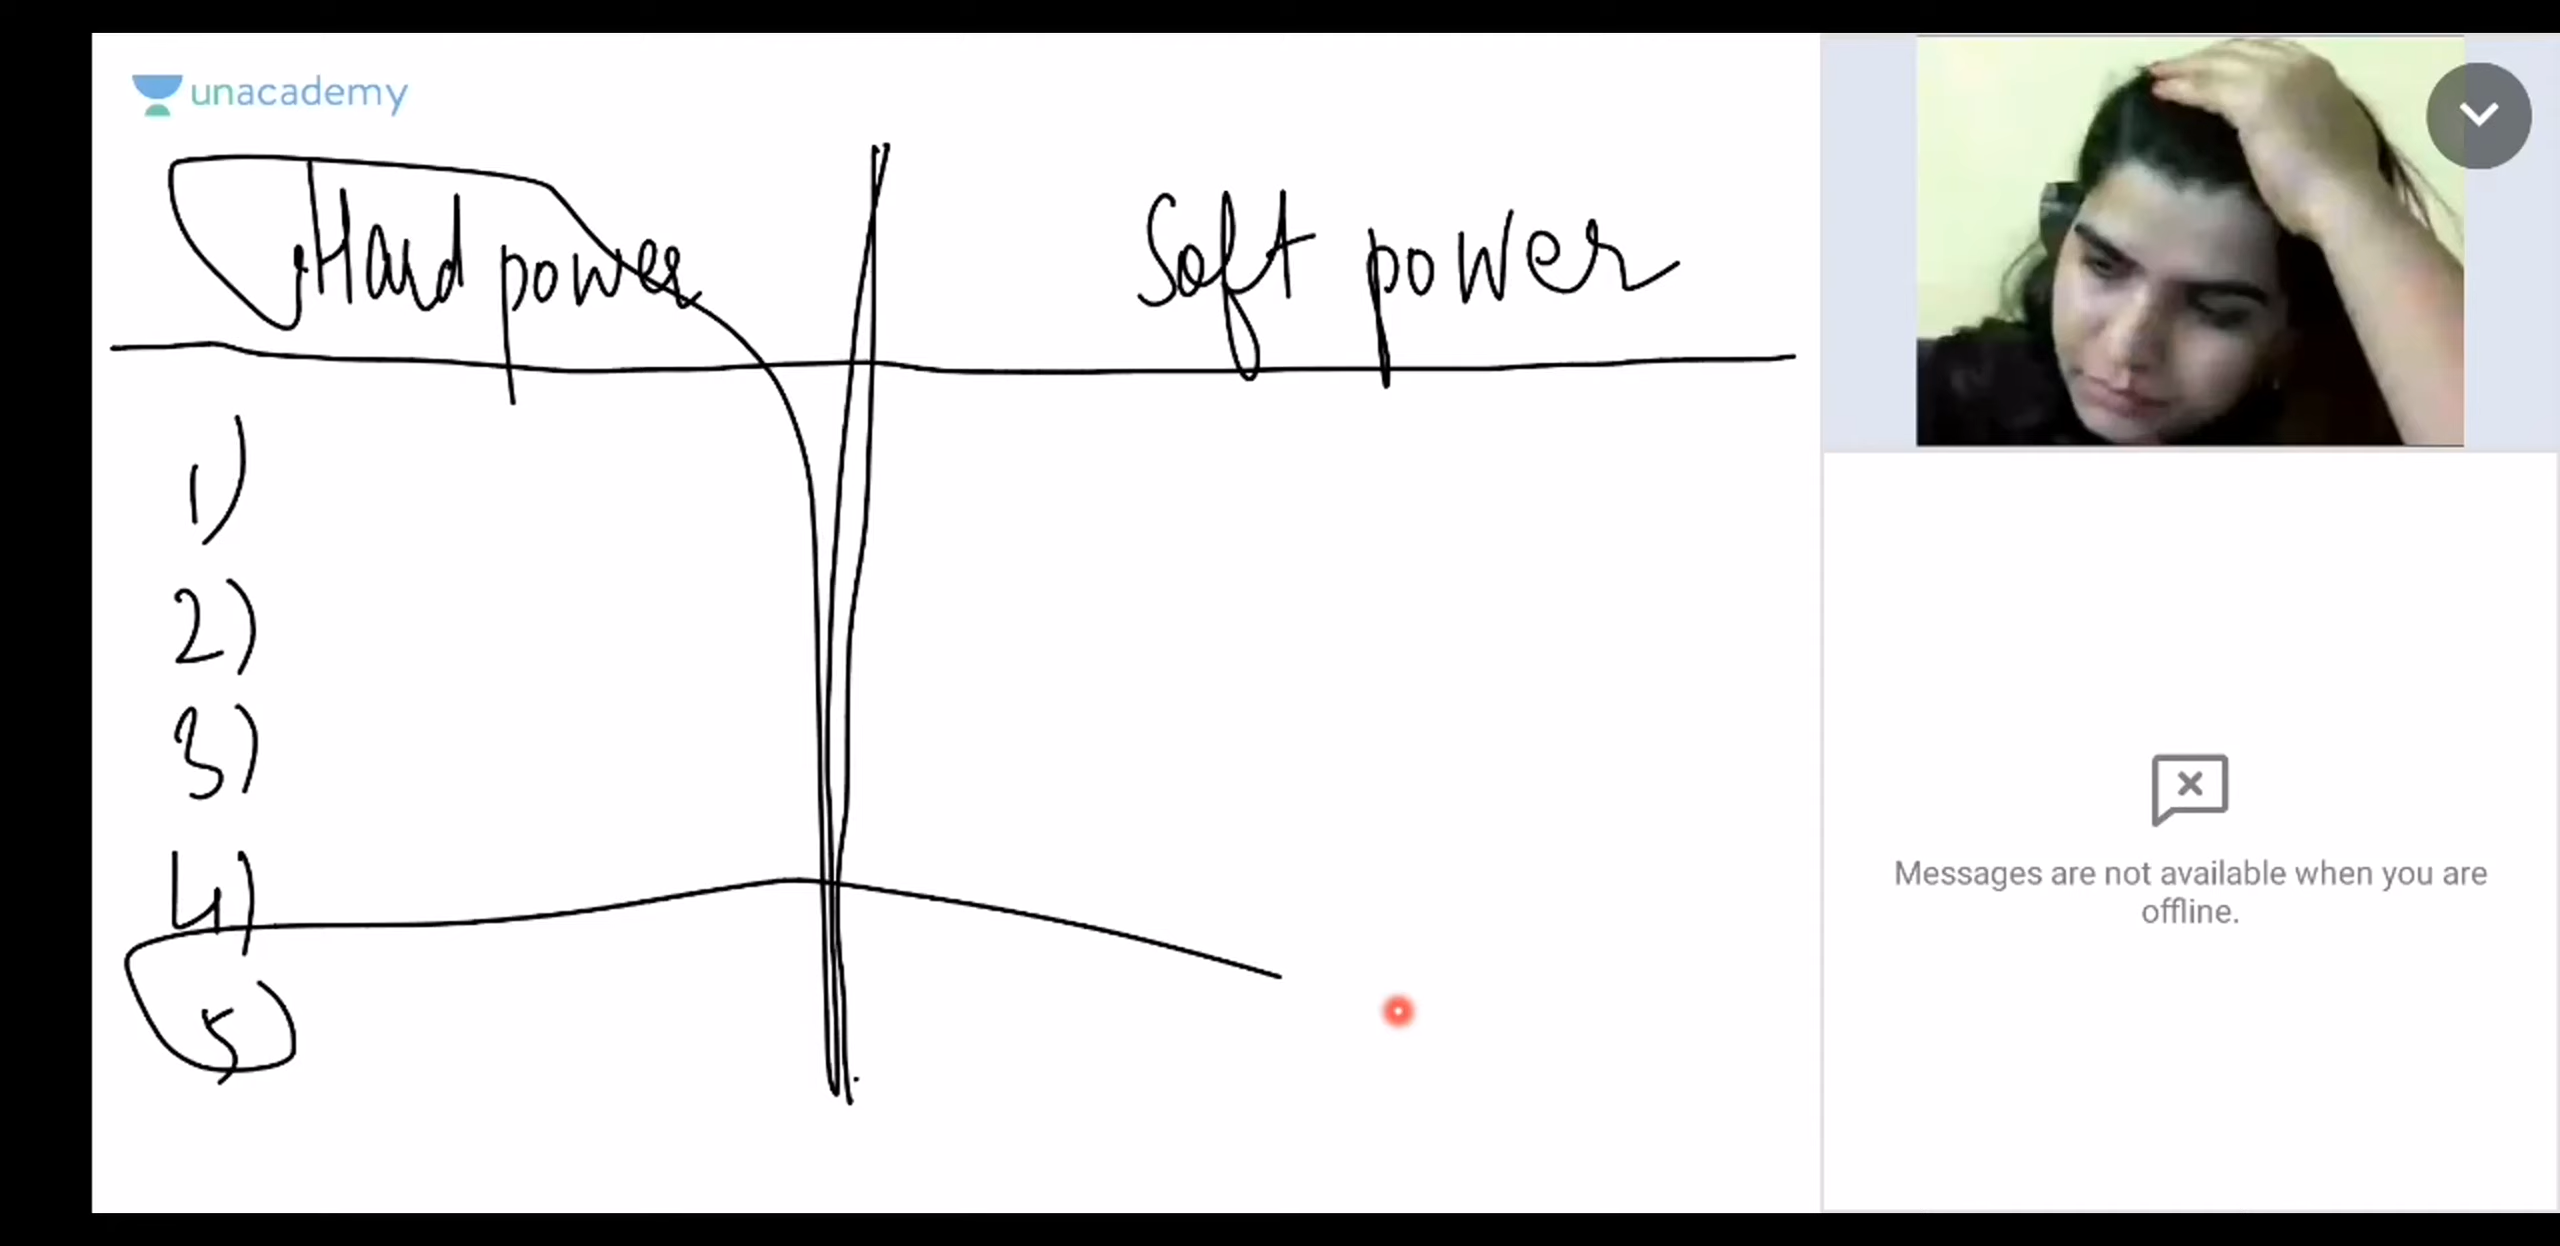 unacademy
Hard power
Soft power
1)
2)
3)
4)
5)
Messages are not available when you are
offline.